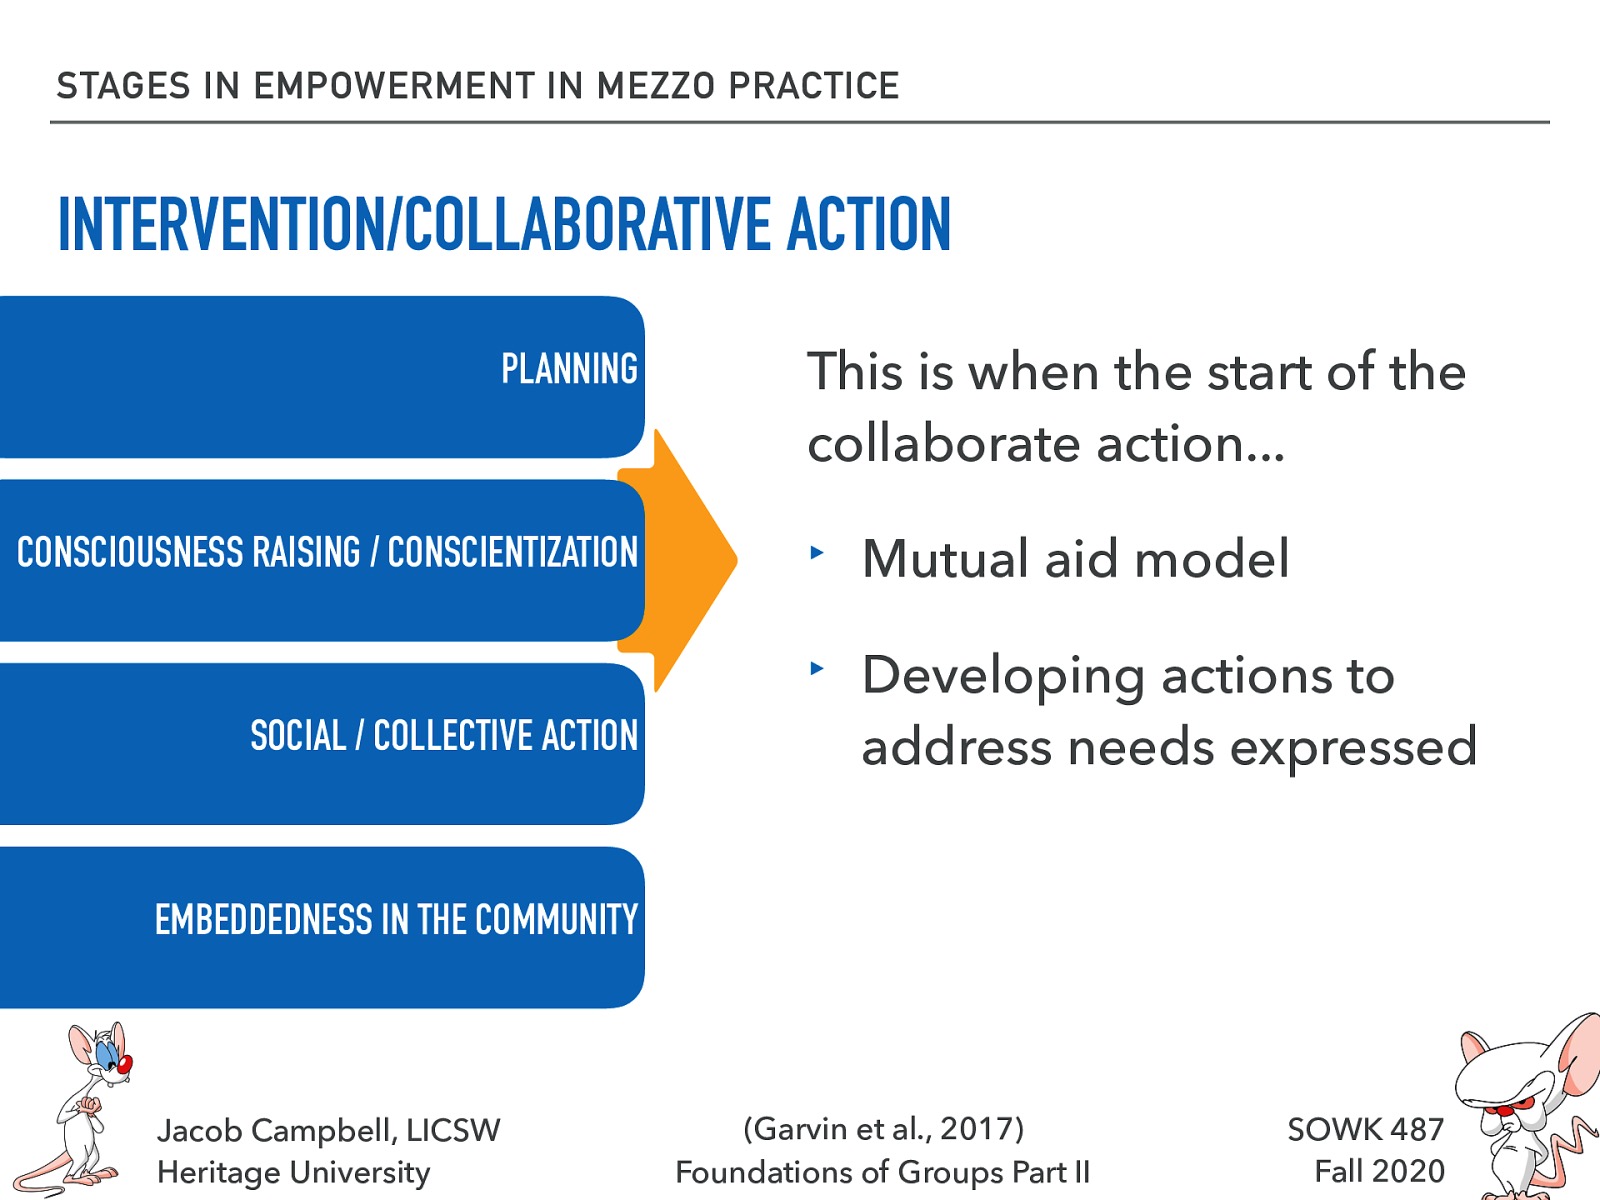 STAGES IN EMPOWERMENT IN MEZZO PRACTICE
INTERVENTION/COLLABORATIVE ACTION
PLANNING
CONSCIOUSNESS RAISING / CONSCIENTIZATION
SOCIAL / COLLECTIVE ACTION
EMBEDDEDNESS IN THE COMMUNITY
This is when the start of the
collaborate action...
‣ Mutual aid model
‣ Developing actions to
address needs expressed
Jacob Campbell, LICSW
Heritage University
(Garvin et al., 2017)
Foundations of Groups Part II
SOWK 487
Fall 2020